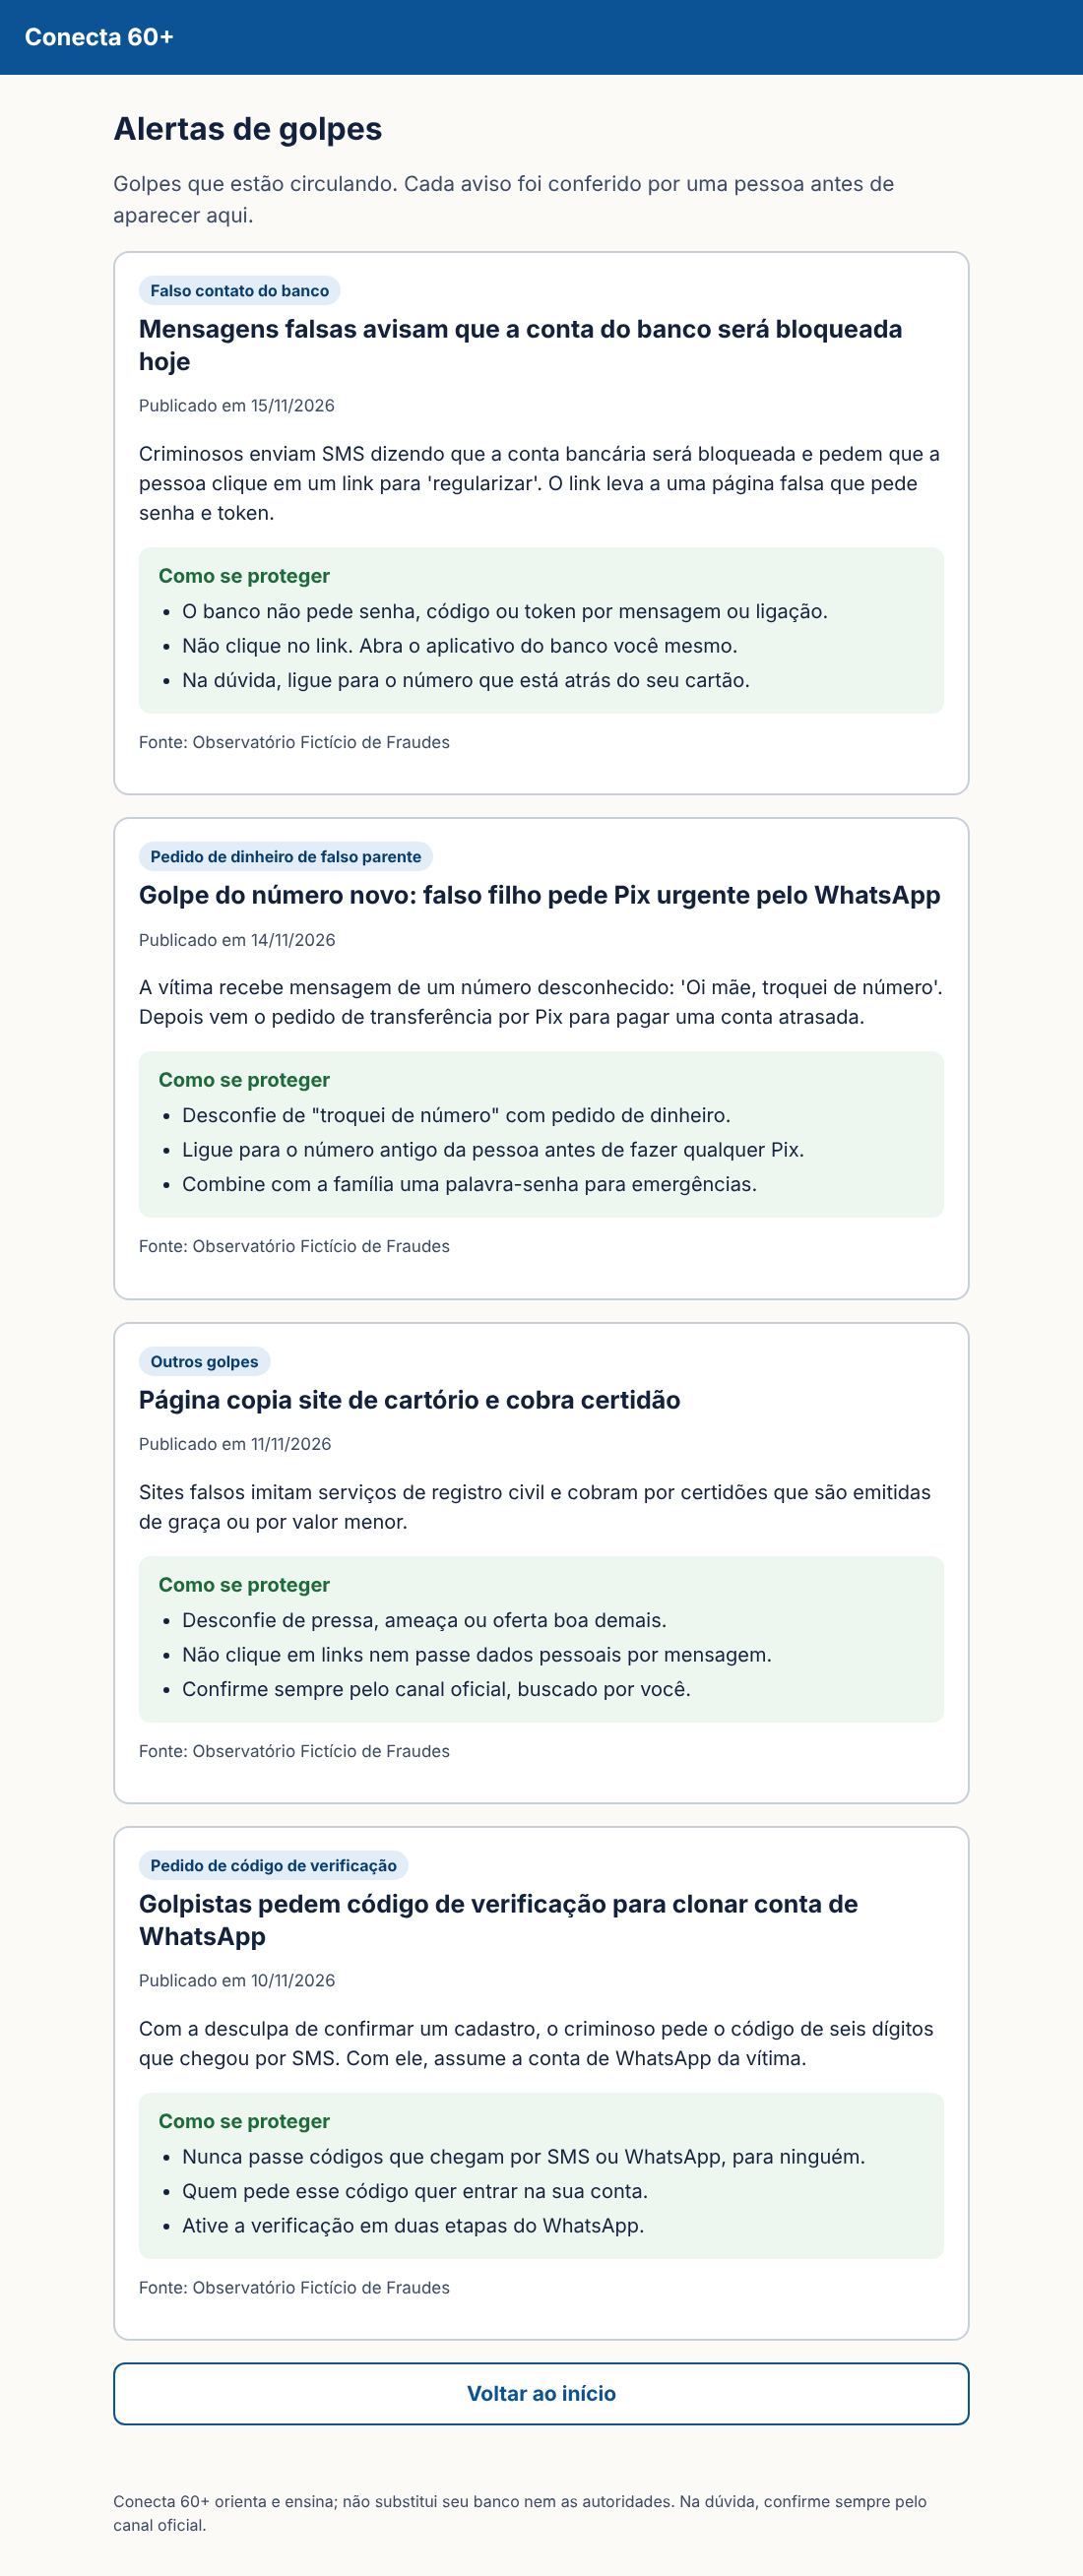 Conecta 60+
Alertas de golpes
Golpes que estão circulando. Cada aviso foi conferido por uma pessoa antes de
aparecer aqui.
Falso contato do banco
Mensagens falsas avisam que a conta do banco será bloqueada
hoje
Publicado em 15/11/2026
Criminosos enviam SMS dizendo que a conta bancária será bloqueada e pedem que a
pessoa clique em um link para 'regularizar'. O link leva a uma página falsa que pede
senha e token.
Como se proteger
• O banco não pede senha, código ou token por mensagem ou ligação.
• Não clique no link. Abra o aplicativo do banco você mesmo.
• Na dúvida, ligue para o número que está atrás do seu cartão.
Fonte: Observatório Fictício de Fraudes
Pedido de dinheiro de falso parente
Golpe do número novo: falso filho pede Pix urgente pelo WhatsApp
Publicado em 14/11/2026
A vítima recebe mensagem de um número desconhecido: 'Oi mãe, troquei de número'.
Depois vem o pedido de transferência por Pix para pagar uma conta atrasada.
Como se proteger
• Desconfie de "troquei de número" com pedido de dinheiro.
• Ligue para o número antigo da pessoa antes de fazer qualquer Pix.
• Combine com a família uma palavra-senha para emergências.
Fonte: Observatório Fictício de Fraudes
Outros golpes
Página copia site de cartório e cobra certidão
Publicado em 11/11/2026
Sites falsos imitam serviços de registro civil e cobram por certidões que são emitidas
de graça ou por valor menor.
Como se proteger
• Desconfie de pressa, ameaça ou oferta boa demais.
• Não clique em links nem passe dados pessoais por mensagem.
• Confirme sempre pelo canal oficial, buscado por você.
Fonte: Observatório Fictício de Fraudes
Pedido de código de verificação
Golpistas pedem código de verificação para clonar conta de
WhatsApp
Publicado em 10/11/2026
Com a desculpa de confirmar um cadastro, o criminoso pede o código de seis dígitos
que chegou por SMS. Com ele, assume a conta de WhatsApp da vítima.
Como se proteger
• Nunca passe códigos que chegam por SMS ou WhatsApp, para ninguém.
• Quem pede esse código quer entrar na sua conta.
• Ative a verificação em duas etapas do WhatsApp.
Fonte: Observatório Fictício de Fraudes
Voltar ao início
Conecta 60+ orienta e ensina; não substitui seu banco nem as autoridades. Na dúvida, confirme sempre pelo
canal oficial.